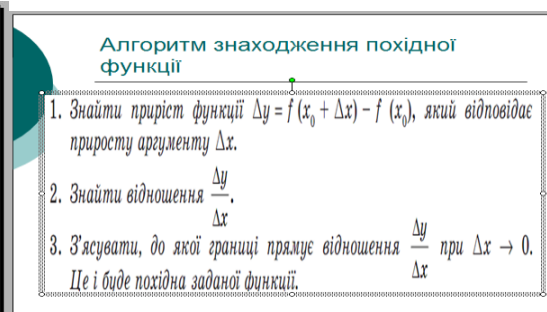 Алгоритм знаходження похідної
функції
1. Знайти приріст функції Δy = f (x₀ + Δx) − f (x₀), який відповідає
приросту аргументу Δx.
2. Знайти відношення Δy/Δx.
3. З'ясувати, до якої границі прямує відношення Δy/Δx при Δx → 0.
Це і буде похідна заданої функції.